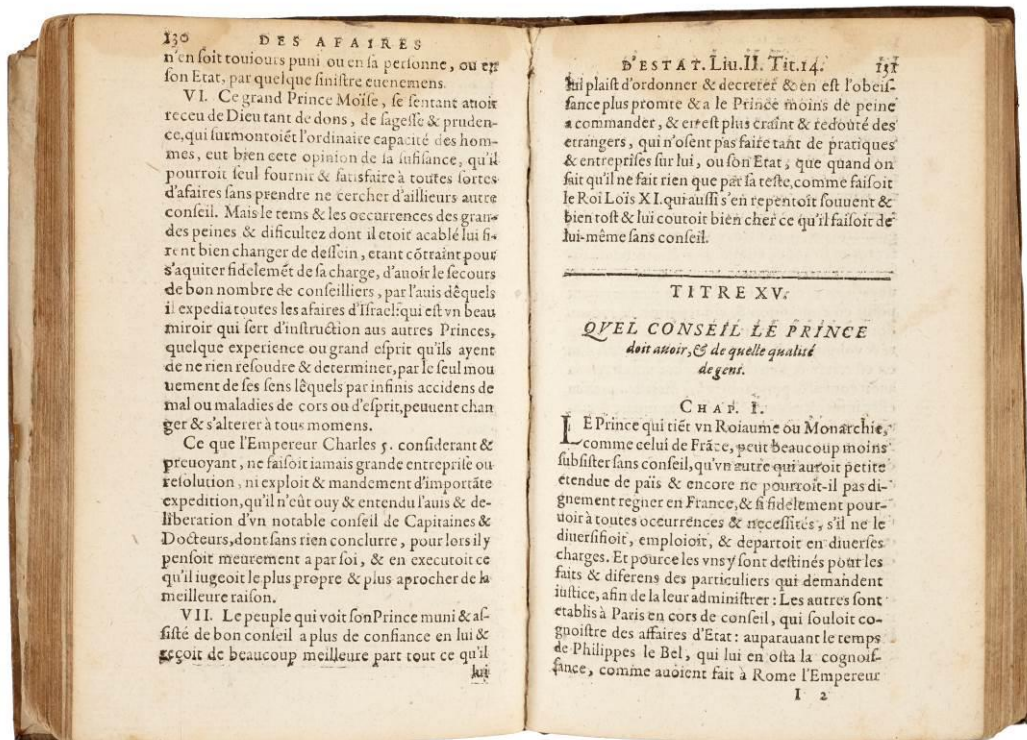 130 DES AFAIRES
n'en ſoit touiours puni ou en ſa perſonne, ou en
ſon Etat, par quelque ſiniſtre euenemens.
VI. Ce grand Prince Moïſe, ſe ſentant auoir
receu de Dieu tant de dons, de ſageſſe & pruden-
ce, qui ſurmontoiẽt l'ordinaire capacité des hom-
mes, eut bien cete opinion de ſa ſufiſance, qu'il
pourroit ſeul fournir & ſatisfaire à toutes ſortes
d'afaires ſans prendre ne cercher d'aillieurs autre
conſeil. Mais le tems & les occurrences des gran-
des peines & dificultez dont il etoit acablé lui fi-
rent bien changer de deſſein, etant cõtraint pour
s'aquiter fidelemẽt de ſa charge, d'auoir le ſecours
de bon nombre de conſeilliers, par l'auis dêquels
il expedia toutes les afaires d'Iſrael: qui eſt vn beau
miroir qui ſert d'inſtruction aus autres Princes,
quelque experience ou grand eſprit qu'ils ayent
de ne rien reſoudre & determiner, par le ſeul mou
uement de ſes ſens lêquels par infinis accidens de
mal ou maladies de cors ou d'eſprit, peuuent chan
ger & s'alterer à tous momens.
Ce que l'Empereur Charles 5. conſiderant &
preuoyant, ne faiſoit iamais grande entrepriſe ou
reſolution, ni exploit & mandement d'importãte
expedition, qu'il n'eût ouy & entendu l'auis & de-
liberation d'vn notable conſeil de Capitaines &
Docteurs, dont ſans rien conclurre, pour lors il y
penſoit meurement a par ſoi, & en executoit ce
qu'il iugeoit le plus propre & plus aprocher de la
meilleure raiſon.
VII. Le peuple qui voit ſon Prince muni & aſ-
ſiſté de bon conſeil a plus de confiance en lui &
reçoit de beaucoup meilleure part tout ce qu'il
lui
D'ESTAT. Liu. II. Tit. 14. 131
lui plaiſt d'ordonner & decreter & en eſt l'obeiſ-
ſance plus promte & a le Prince moins de peine
a commander, & en eſt plus craint & redouté des
etrangers, qui n'oſent pas faire tant de pratiques
& entrepriſes ſur lui, ou ſon Etat, que quand on
ſait qu'il ne fait rien que par ſa teſte, comme faiſoit
le Roi Loïs XI. qui auſſi s'en repentoit ſouuent &
bien toſt & lui coutoit bien cher ce qu'il faiſoit de
lui-même ſans conſeil.
TITRE XV.
QVEL CONSEIL LE PRINCE
doit auoir, & de quelle qualité
de gens.
CHAP. I.
LE Prince qui tiẽt vn Roiaume ou Monarchie,
comme celui de Frãce, peut beaucoup moins
ſubſiſter ſans conſeil, qu'vn autre qui auroit petite
étendue de païs & encore ne pourroit-il pas di-
gnement regner en France, & ſi fidélement pour-
uoir à toutes occurrences & neceſſités, s'il ne le
diuerſifioit, emploioit, & departoit en diuerſes
charges. Et pource les vns y ſont deſtinés pour les
faits & diferens des particuliers qui demandent
iuſtice, afin de la leur adminiſtrer: Les autres ſont
etablis à Paris en cors de conſeil, qui ſouloit co-
gnoiſtre des affaires d'Etat: auparauant le temps
de Philippes le Bel, qui lui en oſta la cognoiſ-
ſance, comme auoient fait à Rome l'Empereur
I 2